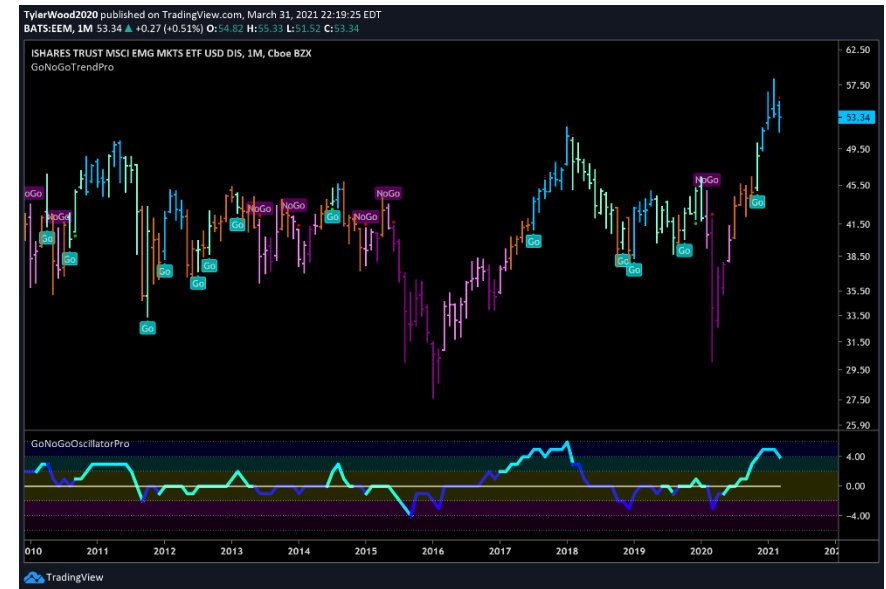 TylerWood2020 published on TradingView.com, March 31, 2021 22:19:25 EDT
BATS:EEM, 1M 53.34 ▲ +0.27 (+0.51%) O:54.82 H:55.33 L:51.52 C:53.34
ISHARES TRUST MSCI EMG MKTS ETF USD DIS, 1M, Cboe BZX
GoNoGoTrendPro
62.50
57.50
53.34
49.50
NoGo
oGo NoGo NoGo 45.50
NoGo NoGo NoGo NoGo
Go Go Go Go 41.50
Go Go Go Go Go Go Go 38.50
Go 35.50
33.50
Go
31.50
29.50
27.50
25.90
GoNoGoOscillatorPro
4.00
0.00
−4.00
010 2011 2012 2013 2014 2015 2016 2017 2018 2019 2020 2021 202
TradingView